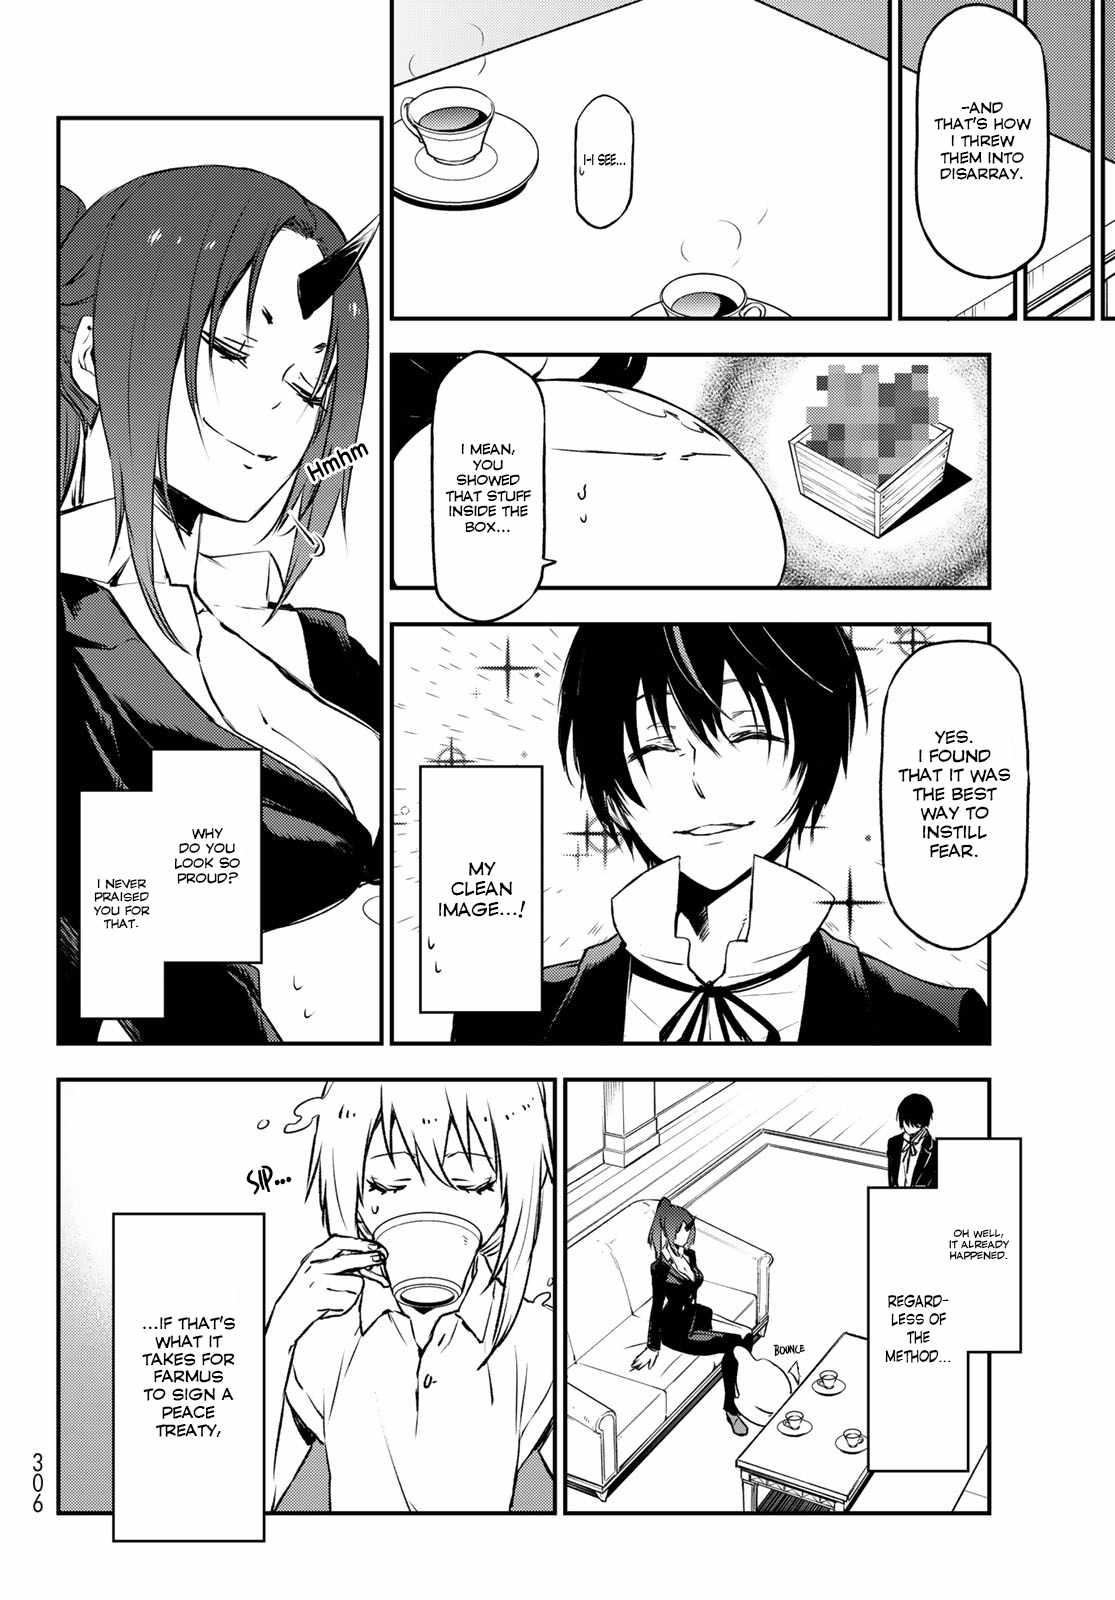 -AND
THAT'S HOW
I THREW
THEM INTO
DISARRAY.
I-I SEE...
I MEAN,
YOU
SHOWED
THAT STUFF
INSIDE THE
BOX...
YES.
I FOUND
THAT IT WAS
THE BEST
WAY TO
INSTILL
FEAR.
MY
CLEAN
IMAGE...!
Hmhm
WHY
DO YOU
LOOK SO
PROUD?
I NEVER
PRAISED
YOU FOR
THAT.
OH WELL,
IT ALREADY
HAPPENED.
REGARD-
LESS OF
THE
METHOD...
BOUNCE
SIP...
...IF THAT'S
WHAT IT
TAKES FOR
FARMUS
TO SIGN A
PEACE
TREATY,
306